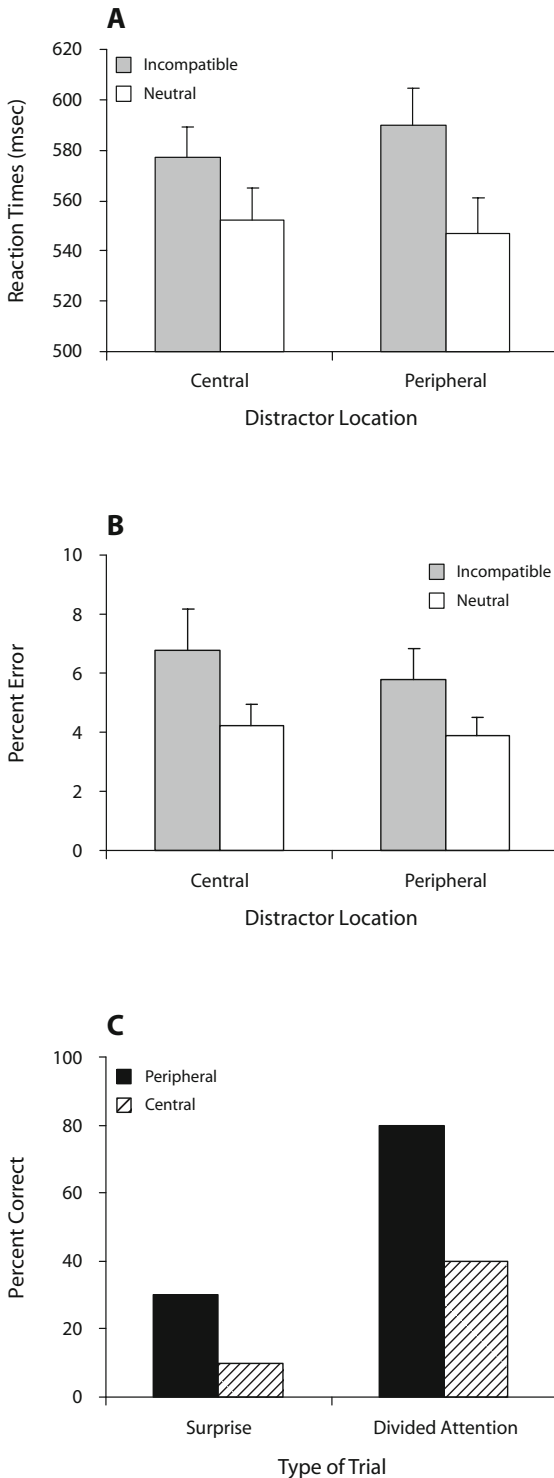 A
620
600
580
560
540
520
500
Reaction Times (msec)
Incompatible
Neutral
Central Peripheral
Distractor Location
B
10
8
6
4
2
0
Percent Error
Incompatible
Neutral
Central Peripheral
Distractor Location
C
100
80
60
40
20
0
Percent Correct
Peripheral
Central
Surprise Divided Attention
Type of Trial